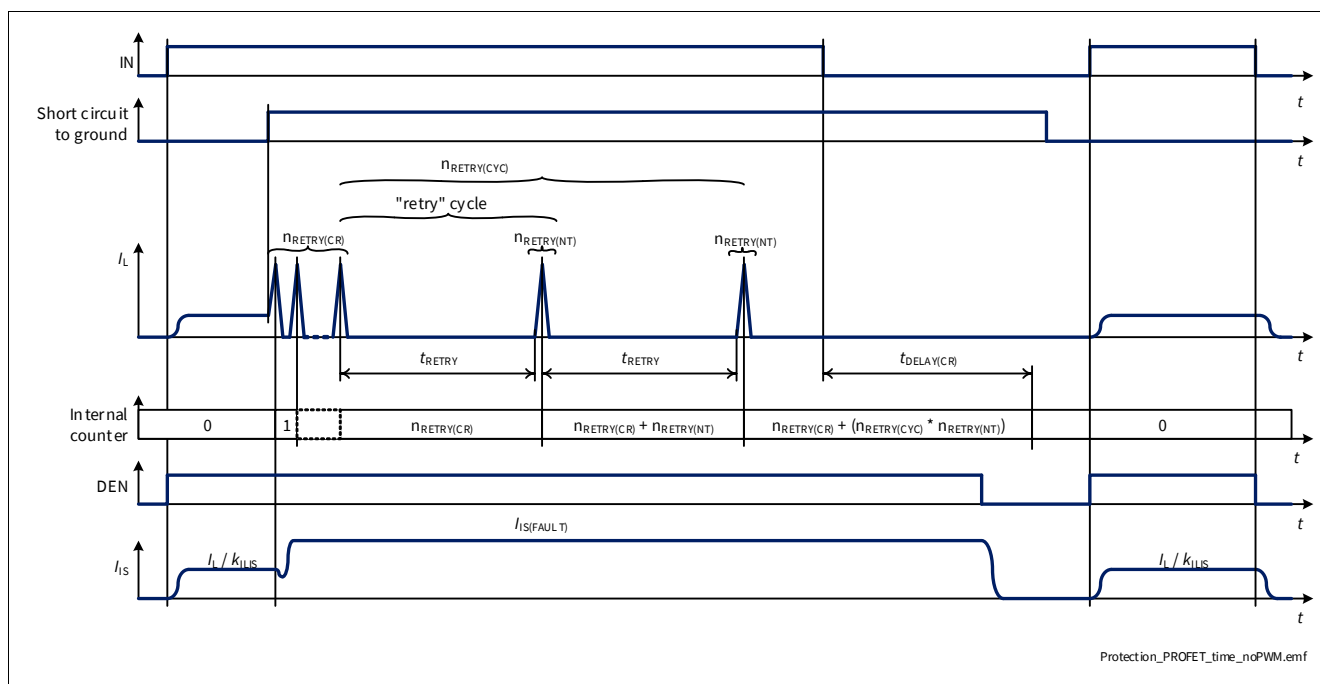 IN
t
Short circuit
to ground
t
nRETRY(CYC)
"retry" cycle
nRETRY(CR)
nRETRY(NT)
nRETRY(NT)
IL
t
tRETRY
tRETRY
tDELAY(CR)
Internal
counter
0
1
nRETRY(CR)
nRETRY(CR) + nRETRY(NT)
nRETRY(CR) + (nRETRY(CYC) * nRETRY(NT))
0
t
DEN
t
IIS(FAULT)
IIS
IL / kILIS
IL / kILIS
t
Protection_PROFET_time_noPWM.emf